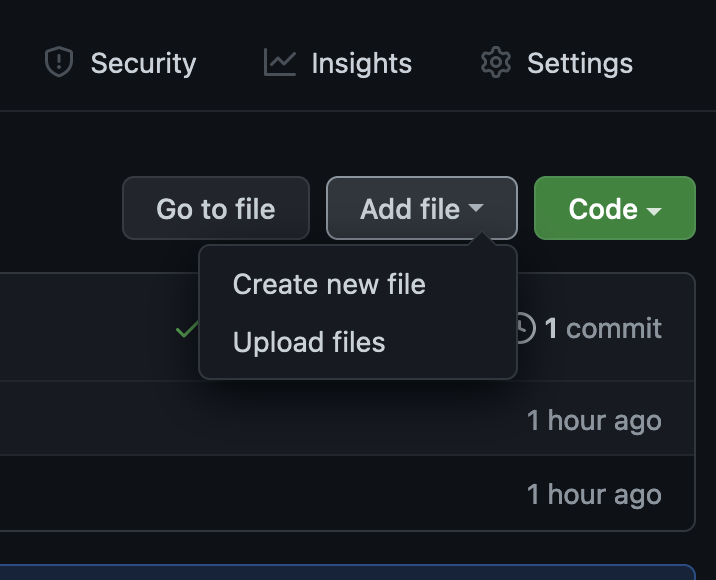 Security Insights Settings
Go to file Add file Code
Create new file
1 commit
Upload files
1 hour ago
1 hour ago